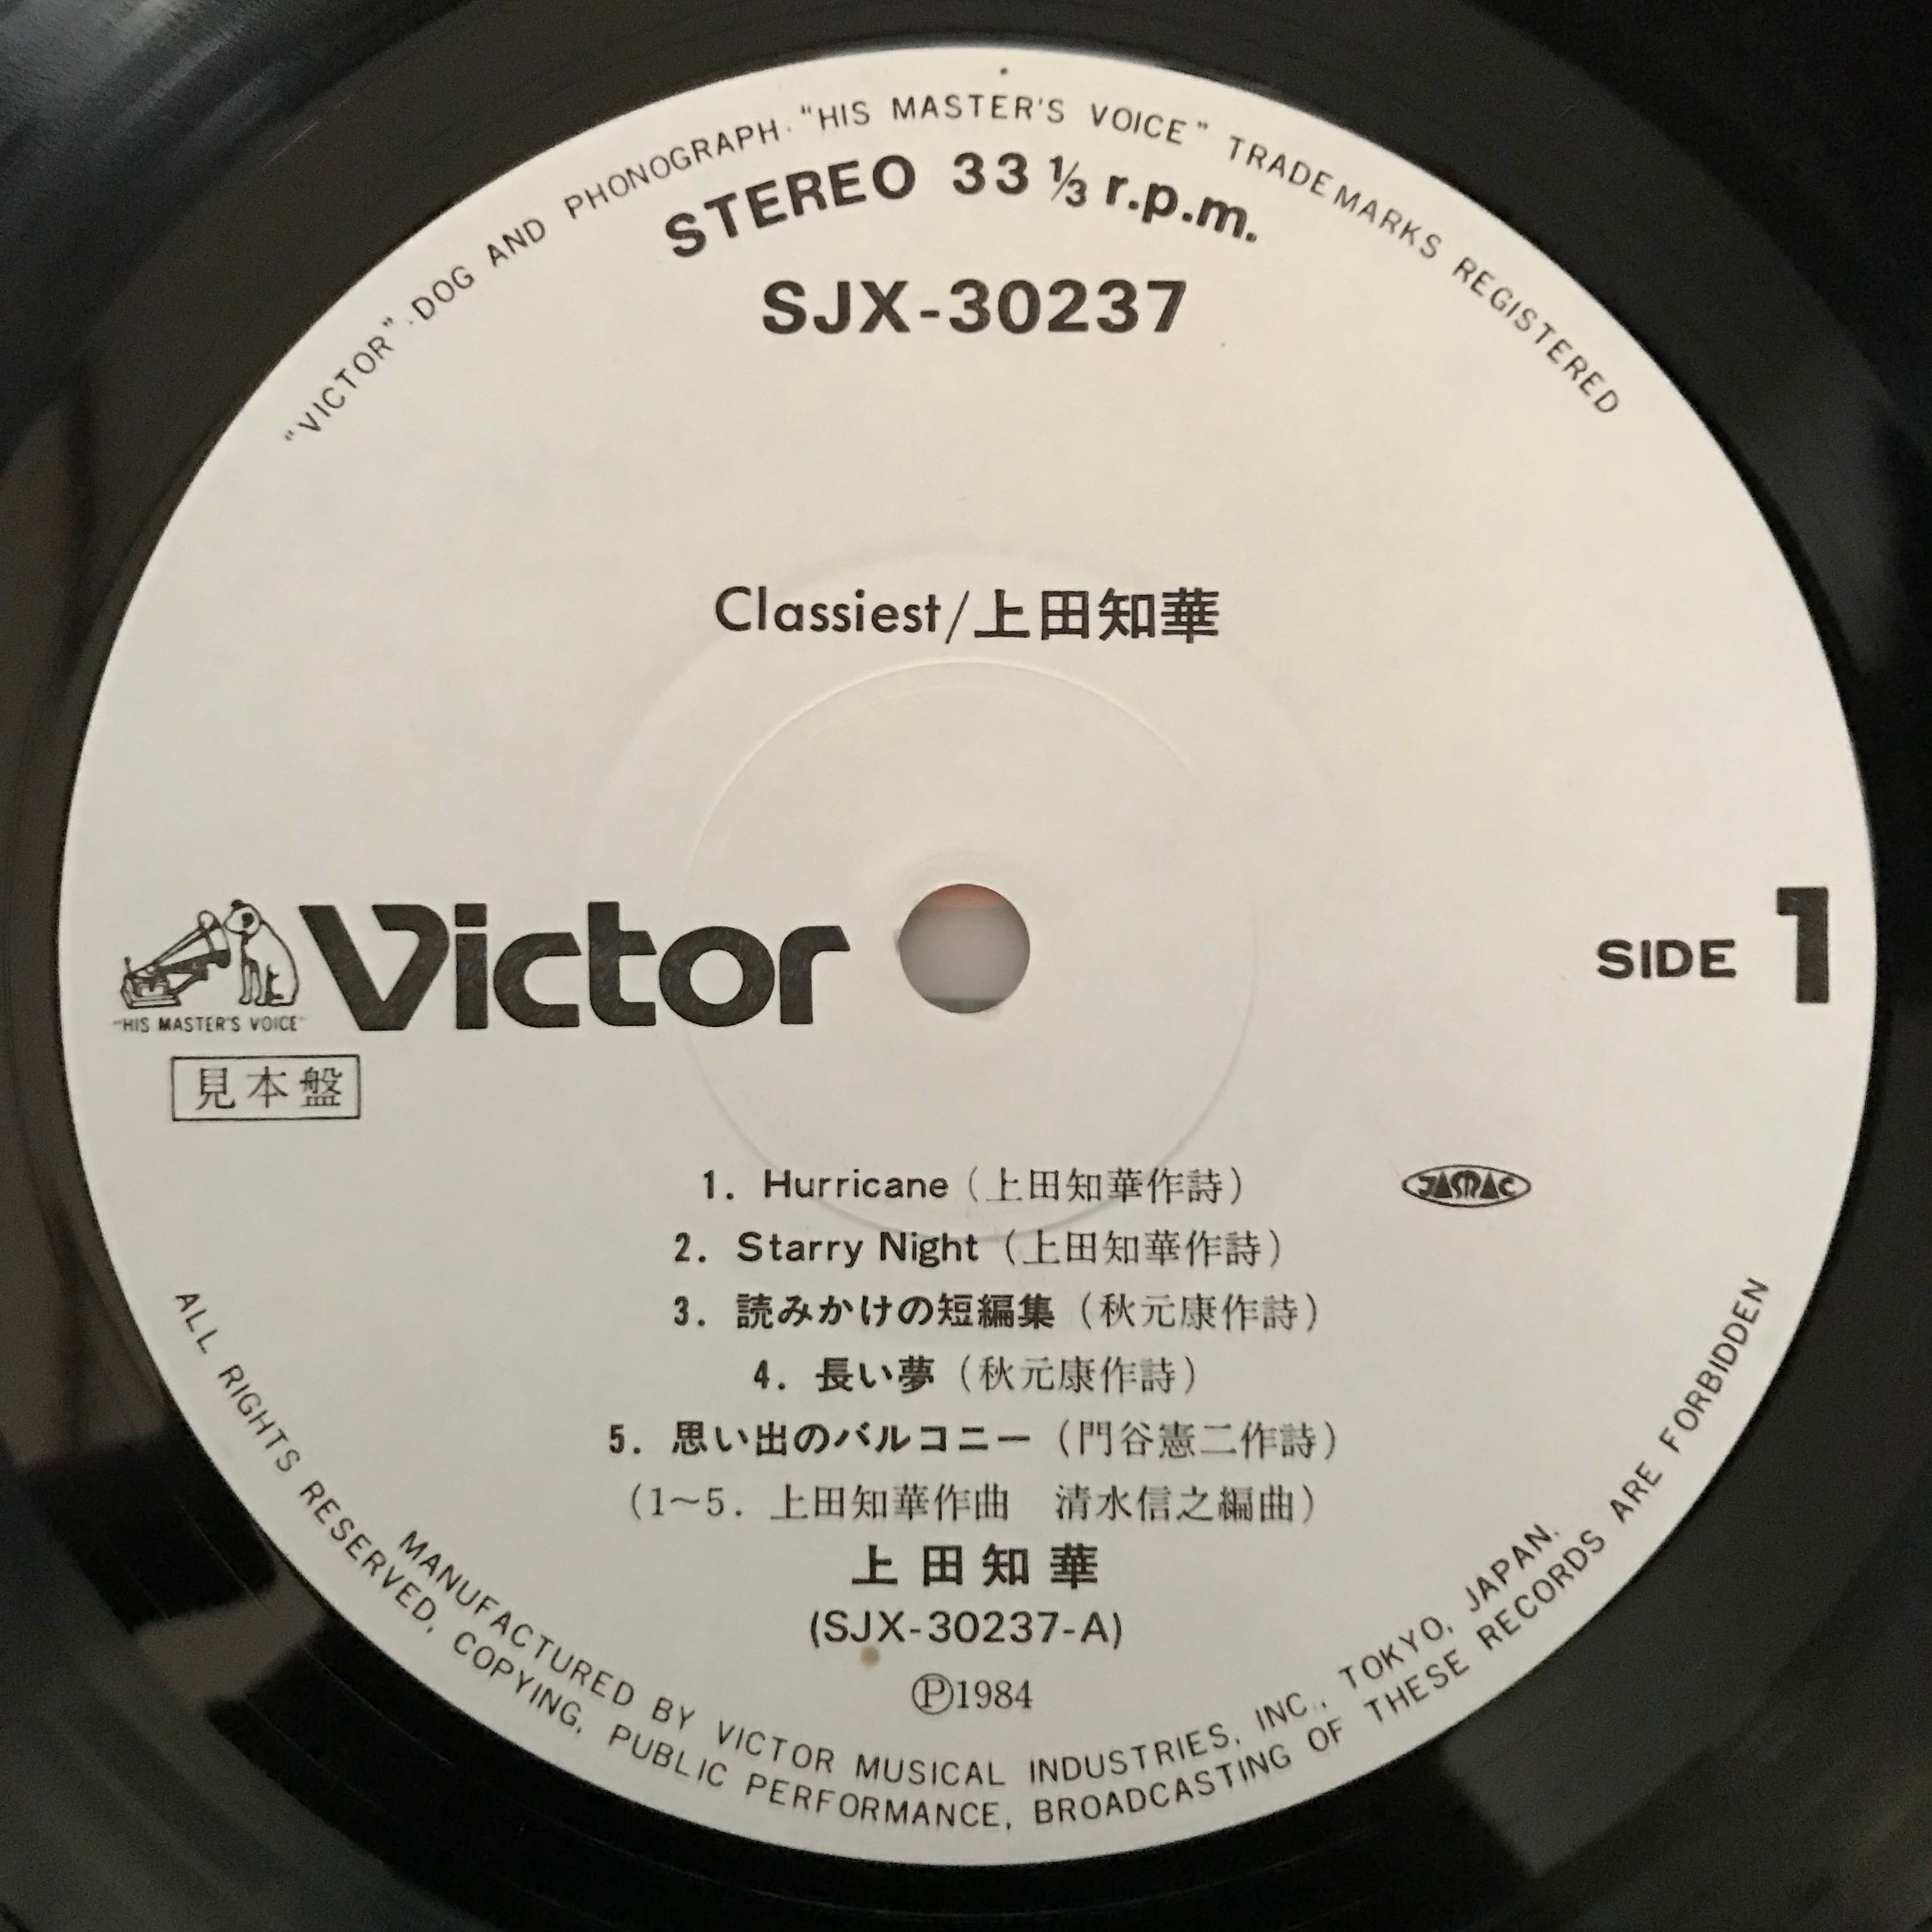 "VICTOR"·DOG AND PHONOGRAPH·"HIS MASTER'S VOICE" TRADEMARKS REGISTERED
STEREO 33 ⅓ r.p.m.
SJX-30237
Classiest/上田知華
Victor
SIDE 1
"HIS MASTER'S VOICE"
見本盤
1. Hurricane (上田知華作詩)
JASRAC
2. Starry Night (上田知華作詩)
3. 読みかけの短編集 (秋元康作詩)
4. 長い夢 (秋元康作詩)
5. 思い出のバルコニー (門谷憲二作詩)
(1~5. 上田知華作曲 清水信之編曲)
上田知華
(SJX-30237-A)
Ⓟ1984
MANUFACTURED BY VICTOR MUSICAL INDUSTRIES, INC., TOKYO, JAPAN.
ALL RIGHTS RESERVED, COPYING, PUBLIC PERFORMANCE, BROADCASTING OF THESE RECORDS ARE FORBIDDEN